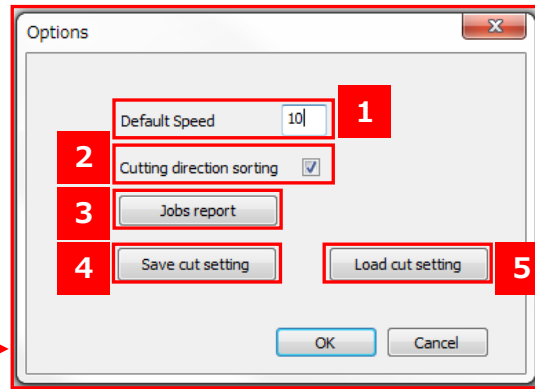 Options
Default Speed 10 1
2 Cutting direction sorting
3 Jobs report
4 Save cut setting Load cut setting 5
OK Cancel